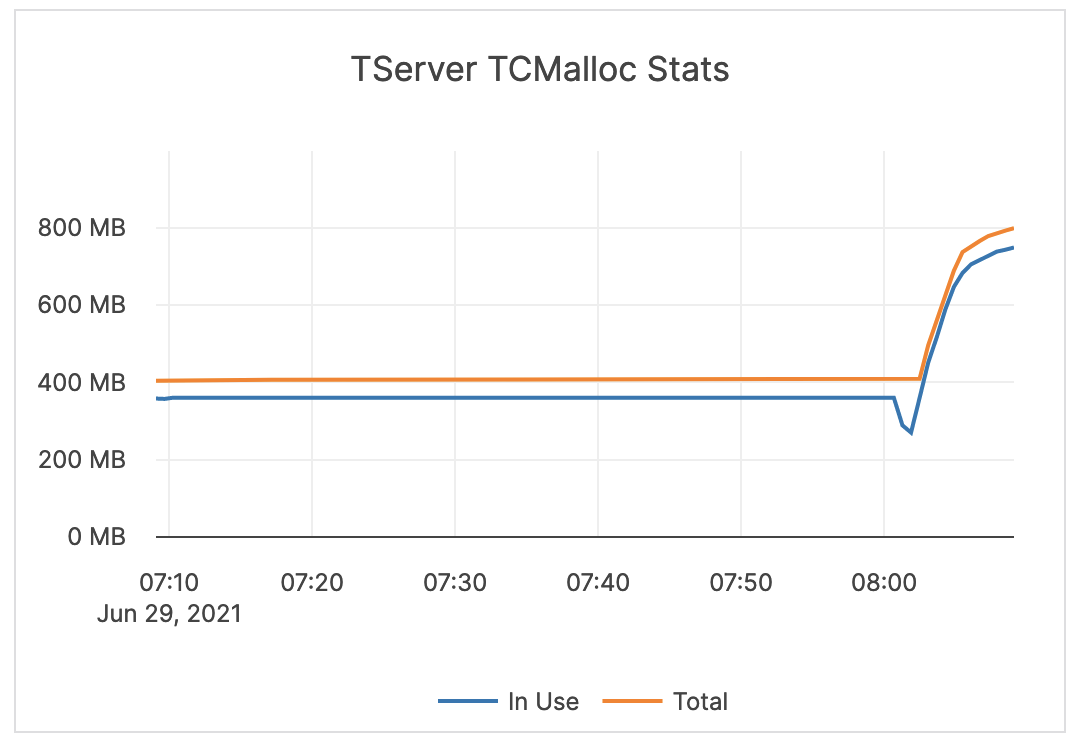 TServer TCMalloc Stats
800 MB
600 MB
400 MB
200 MB
0 MB
07:10 07:20 07:30 07:40 07:50 08:00
Jun 29, 2021
In Use Total